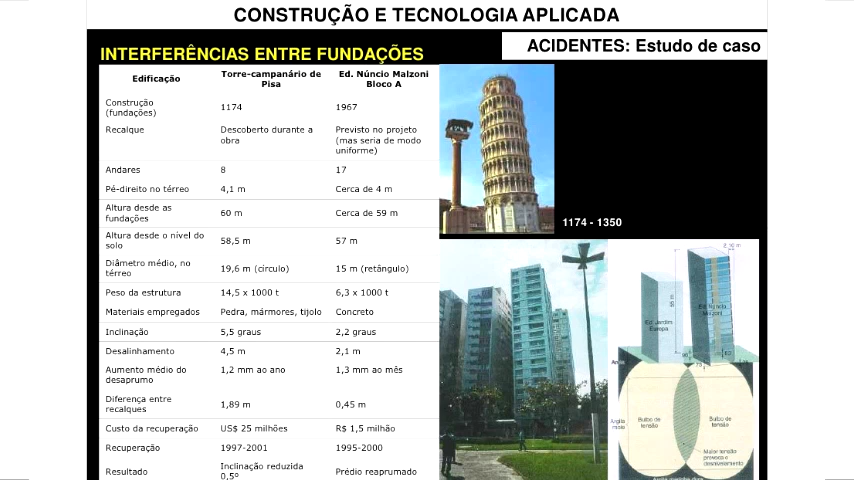 CONSTRUÇÃO E TECNOLOGIA APLICADA
ACIDENTES: Estudo de caso
INTERFERÊNCIAS ENTRE FUNDAÇÕES
Edificação Torre-campanário de Pisa Ed. Núncio Malzoni Bloco A
Construção (fundações) 1174 1967
Recalque Descoberto durante a obra Previsto no projeto (mas seria de modo uniforme)
Andares 8 17
Pé-direito no térreo 4,1 m Cerca de 4 m
Altura desde as fundações 60 m Cerca de 59 m
Altura desde o nível do solo 58,5 m 57 m
Diâmetro médio, no térreo 19,6 m (círculo) 15 m (retângulo)
Peso da estrutura 14,5 x 1000 t 6,3 x 1000 t
Materiais empregados Pedra, mármores, tijolo Concreto
Inclinação 5,5 graus 2,2 graus
Desalinhamento 4,5 m 2,1 m
Aumento médio do desaprumo 1,2 mm ao ano 1,3 mm ao mês
Diferença entre recalques 1,89 m 0,45 m
Custo da recuperação US$ 25 milhões R$ 1,5 milhão
Recuperação 1997-2001 1995-2000
Resultado Inclinação reduzida 0,5º Prédio reaprumado
1174 - 1350
Ed. Jardim
Europa
Ed. Núncio
Malzoni
Bulbo de
tensão
Bulbo de
tensão
Maior tensão
provoca o
desnivelamento